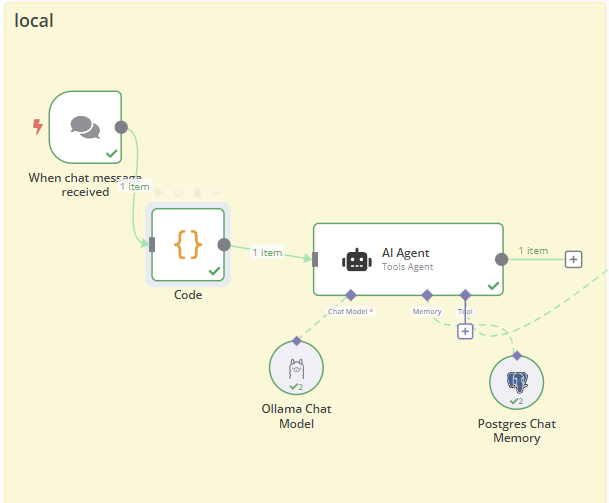 local
When chat message
received
1 item
{}
Code
1 item
AI Agent
Tools Agent
1 item
Chat Model *
Memory
Tool
2
Ollama Chat
Model
2
Postgres Chat
Memory